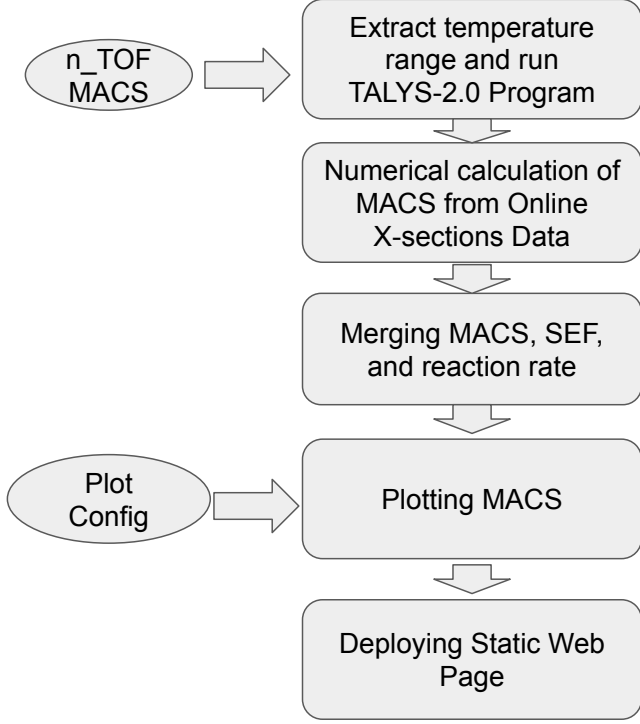 n_TOF
MACS
Extract temperature
range and run
TALYS-2.0 Program
Numerical calculation of
MACS from Online
X-sections Data
Merging MACS, SEF,
and reaction rate
Plot
Config
Plotting MACS
Deploying Static Web
Page